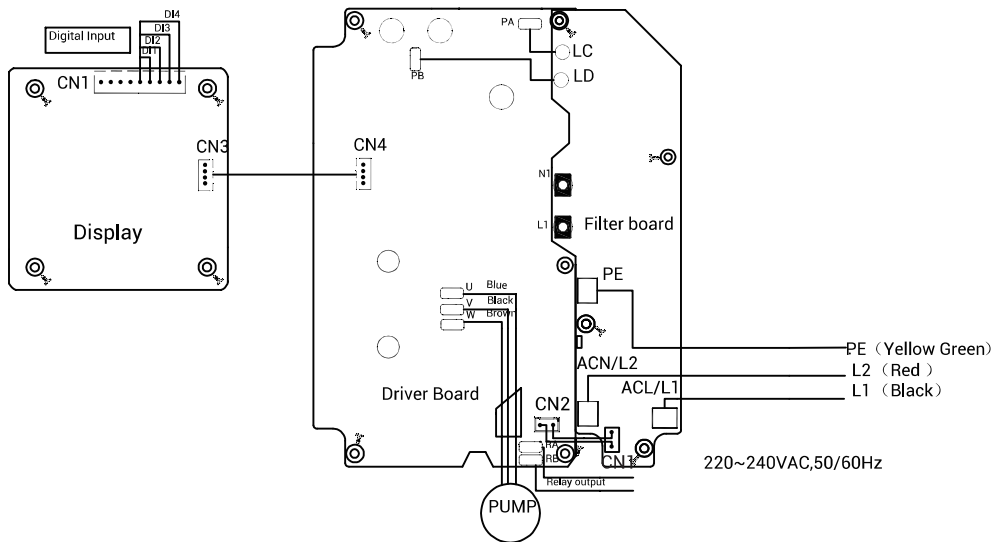 DI4
DI3
DI2
DI1
Digital Input
CN1
PA
LC
PB
LD
CN3
CN4
N1
L1
Filter board
Display
PE
U Blue
V Black
W Brown
PE（Yellow Green）
ACN/L2
L2（Red ）
ACL/L1
L1（Black）
Driver Board
CN2
RA
RB
CN1
220~240VAC,50/60Hz
Relay output
PUMP